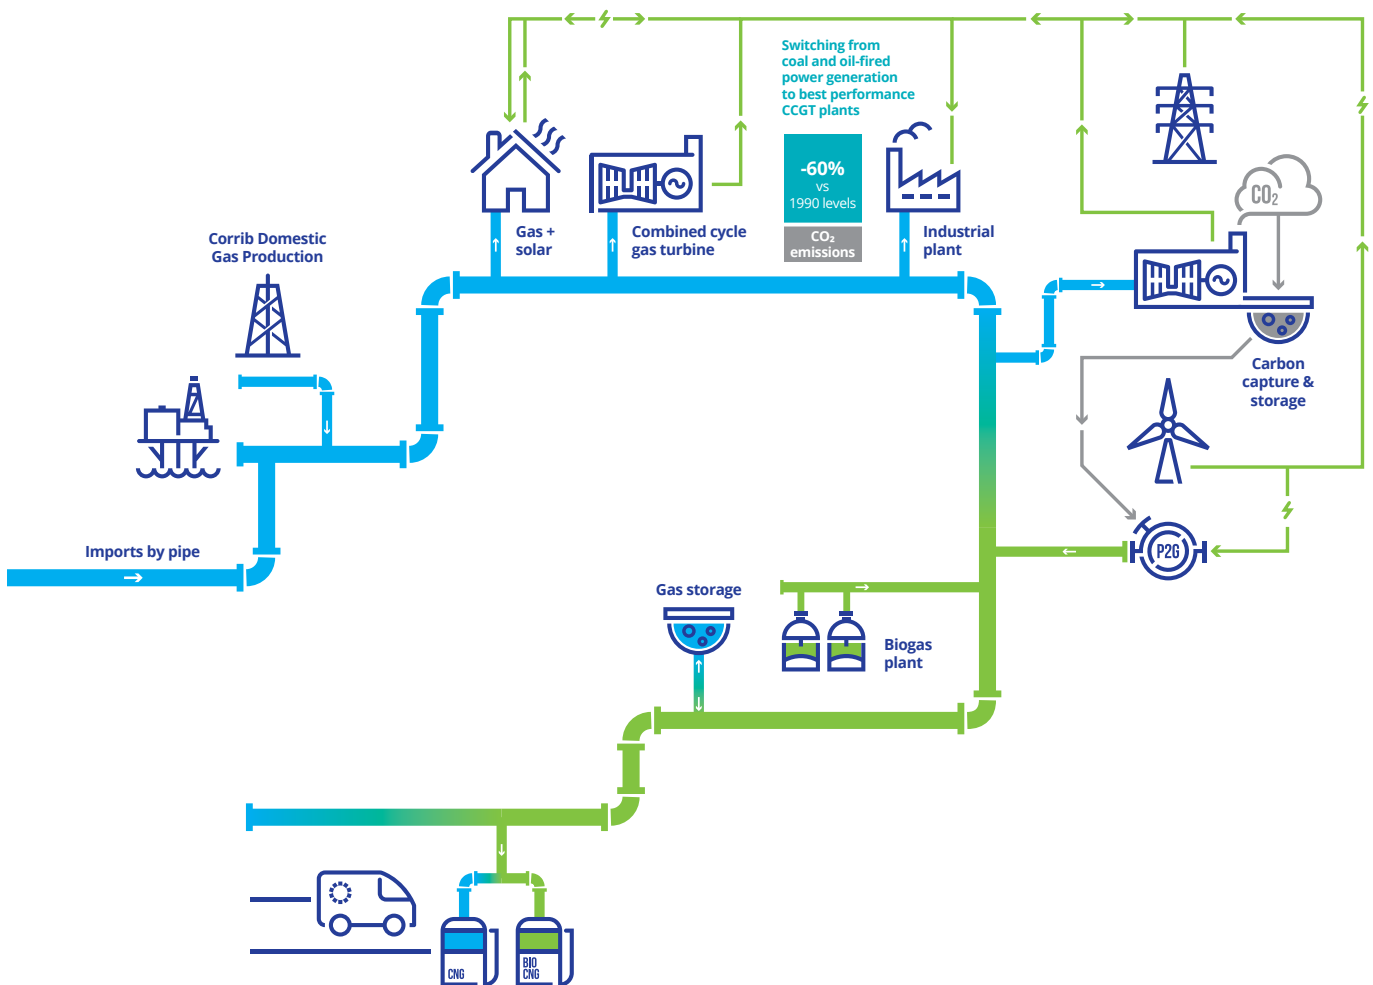 Switching from
coal and oil-fired
power generation
to best performance
CCGT plants
-60%
vs
1990 levels
CO₂
emissions
CO₂
Gas +
solar
Combined cycle
gas turbine
Industrial
plant
Corrib Domestic
Gas Production
Carbon
capture &
storage
Imports by pipe
P2G
Gas storage
Biogas
plant
CNG
BIO
CNG